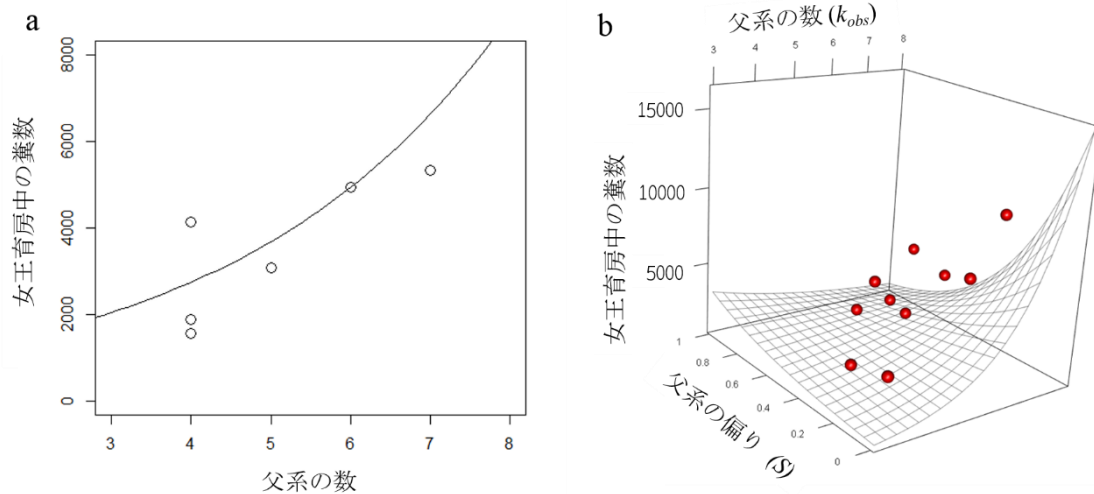 a
女王育房中の糞数
8000
6000
4000
2000
0
3 4 5 6 7 8
父系の数
b
父系の数 (k_obs)
3 4 5 6 7 8
女王育房中の糞数
15000
10000
5000
1
0.8
0.6
0.4
0.2
0
父系の偏り (S)